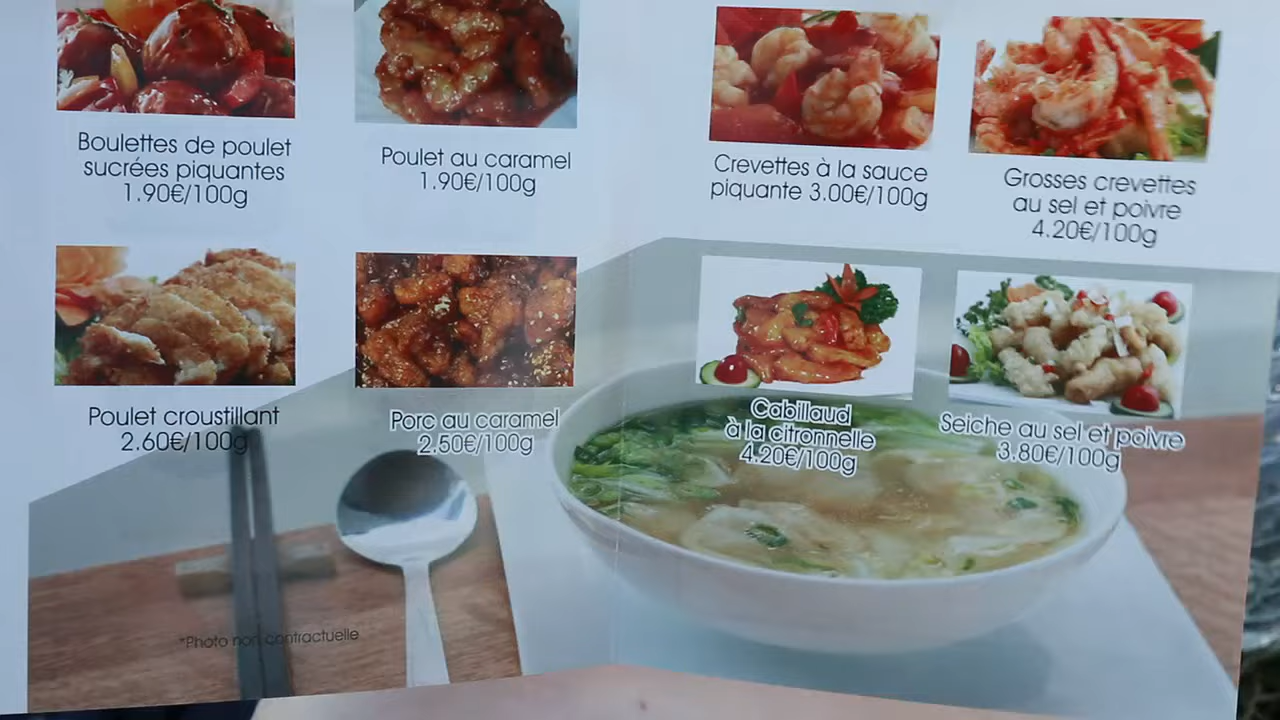 Boulettes de poulet
sucrées piquantes
1.90€/100g
Poulet au caramel
1.90€/100g
Crevettes à la sauce
piquante 3.00€/100g
Grosses crevettes
au sel et poivre
4.20€/100g
Poulet croustillant
2.60€/100g
Porc au caramel
2.50€/100g
Cabillaud
à la citronnelle
4.20€/100g
Seiche au sel et poivre
3.80€/100g
*Photo non contractuelle